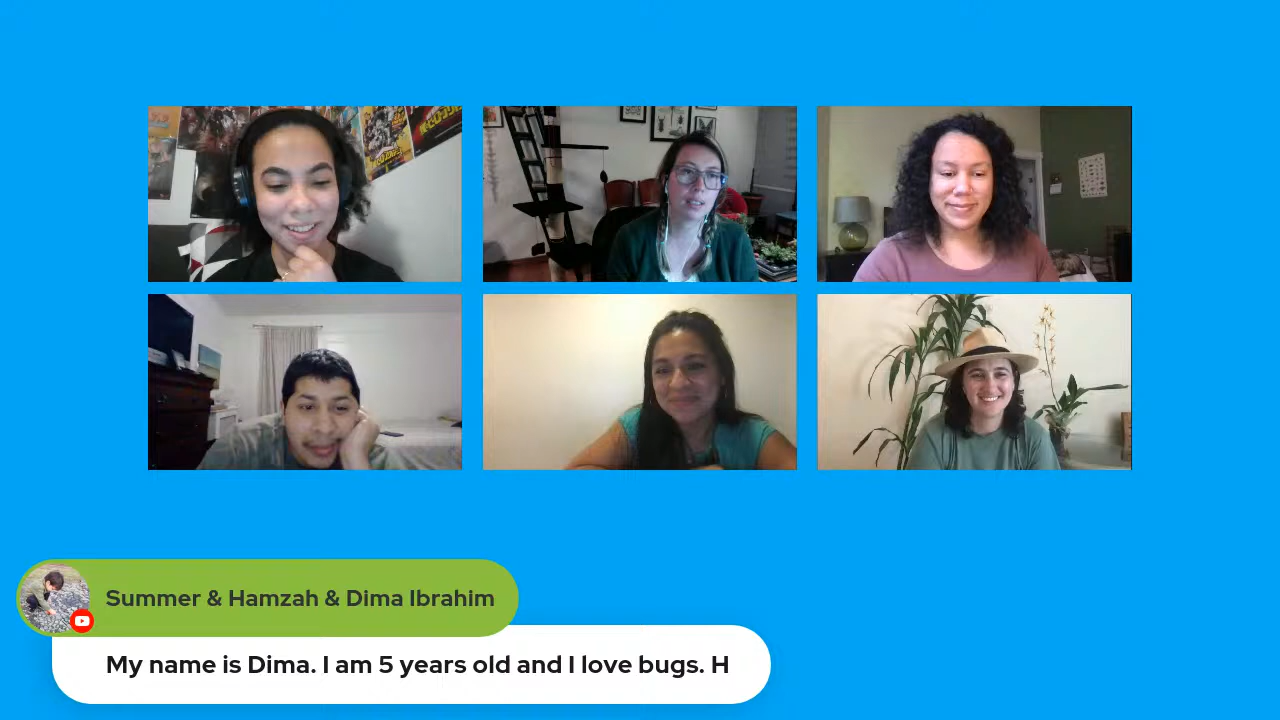 Summer & Hamzah & Dima Ibrahim
My name is Dima. I am 5 years old and I love bugs. H